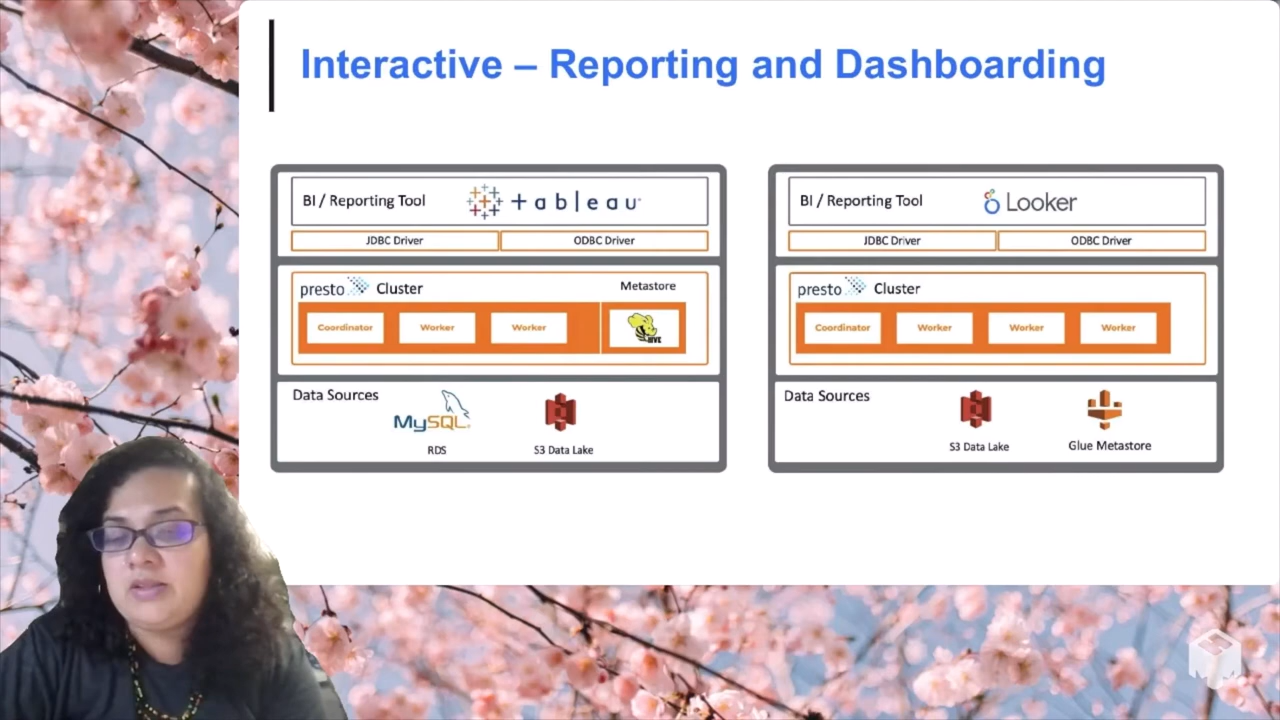 Interactive – Reporting and Dashboarding
BI / Reporting Tool
tableau
JDBC Driver
ODBC Driver
presto Cluster
Metastore
Coordinator
Worker
Worker
HIVE
Data Sources
MySQL
RDS
S3 Data Lake
BI / Reporting Tool
Looker
JDBC Driver
ODBC Driver
presto Cluster
Coordinator
Worker
Worker
Worker
Data Sources
S3 Data Lake
Glue Metastore